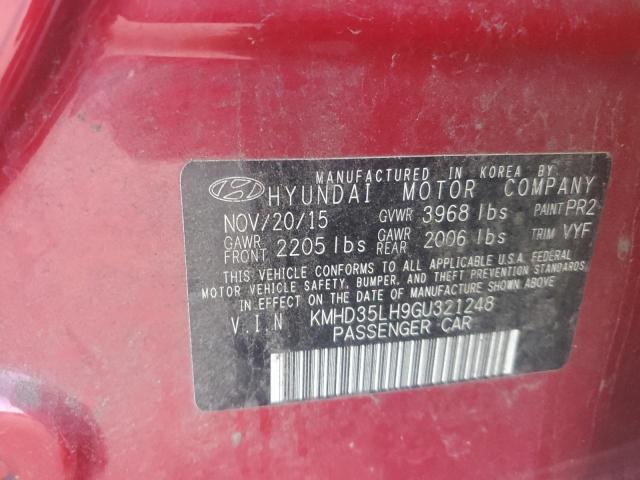 MANUFACTURED IN KOREA BY
HYUNDAI MOTOR COMPANY
NOV/20/15 GVWR 3968 lbs PAINT PR2
GAWR FRONT 2205 lbs GAWR REAR 2006 lbs TRIM VYF
THIS VEHICLE CONFORMS TO ALL APPLICABLE U.S.A. FEDERAL
MOTOR VEHICLE SAFETY, BUMPER, AND THEFT PREVENTION STANDARDS
IN EFFECT ON THE DATE OF MANUFACTURE SHOWN ABOVE
V.I.N KMHD35LH9GU321248
PASSENGER CAR